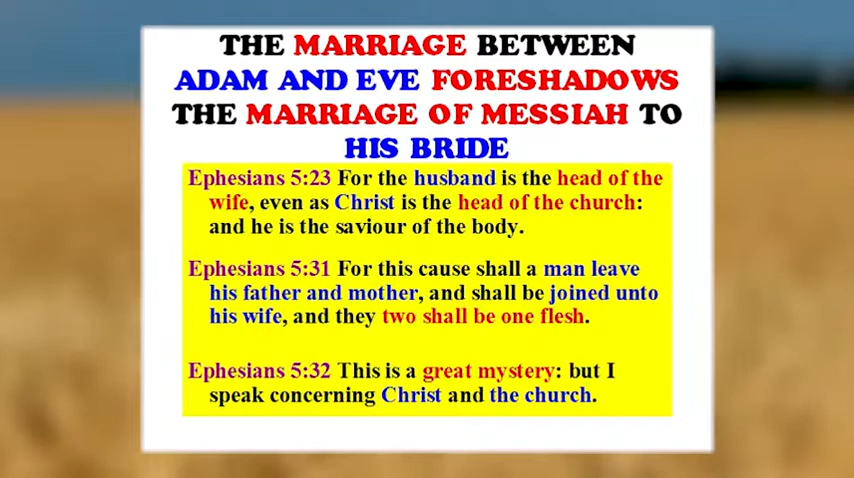 THE MARRIAGE BETWEEN
ADAM AND EVE FORESHADOWS
THE MARRIAGE OF MESSIAH TO
HIS BRIDE
Ephesians 5:23 For the husband is the head of the
wife, even as Christ is the head of the church:
and he is the saviour of the body.
Ephesians 5:31 For this cause shall a man leave
his father and mother, and shall be joined unto
his wife, and they two shall be one flesh.
Ephesians 5:32 This is a great mystery: but I
speak concerning Christ and the church.